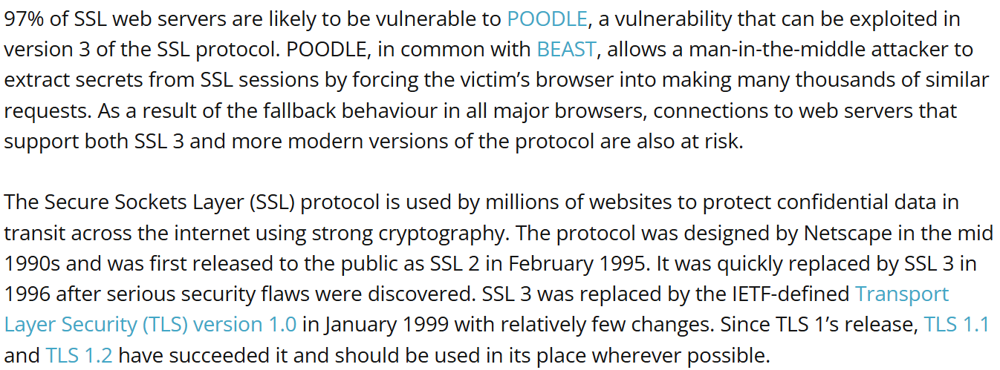 97% of SSL web servers are likely to be vulnerable to POODLE, a vulnerability that can be exploited in
version 3 of the SSL protocol. POODLE, in common with BEAST, allows a man-in-the-middle attacker to
extract secrets from SSL sessions by forcing the victim’s browser into making many thousands of similar
requests. As a result of the fallback behaviour in all major browsers, connections to web servers that
support both SSL 3 and more modern versions of the protocol are also at risk.
The Secure Sockets Layer (SSL) protocol is used by millions of websites to protect confidential data in
transit across the internet using strong cryptography. The protocol was designed by Netscape in the mid
1990s and was first released to the public as SSL 2 in February 1995. It was quickly replaced by SSL 3 in
1996 after serious security flaws were discovered. SSL 3 was replaced by the IETF-defined Transport
Layer Security (TLS) version 1.0 in January 1999 with relatively few changes. Since TLS 1’s release, TLS 1.1
and TLS 1.2 have succeeded it and should be used in its place wherever possible.